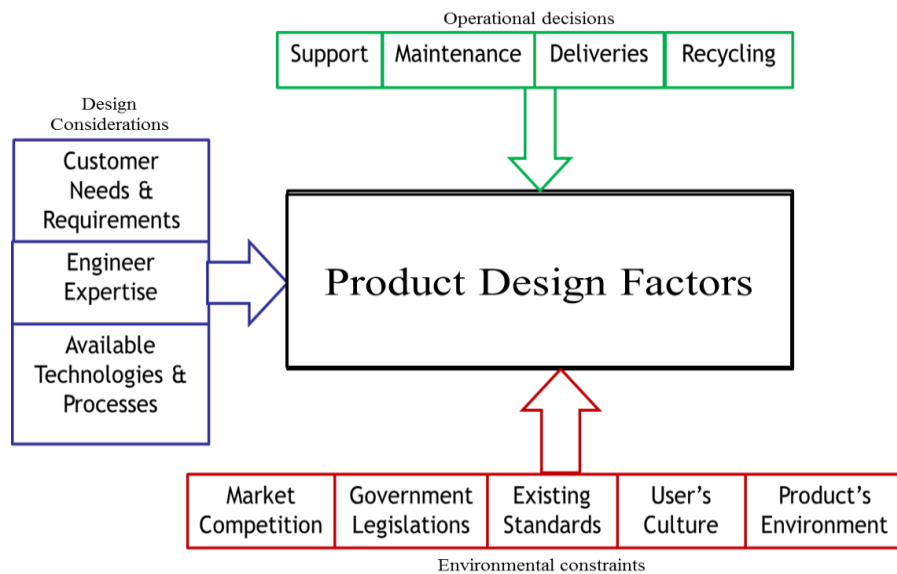 Operational decisions
Support Maintenance Deliveries Recycling
Design
Considerations
Customer
Needs &
Requirements
Engineer
Expertise
Available
Technologies &
Processes
Product Design Factors
Market
Competition
Government
Legislations
Existing
Standards
User’s
Culture
Product’s
Environment
Environmental constraints